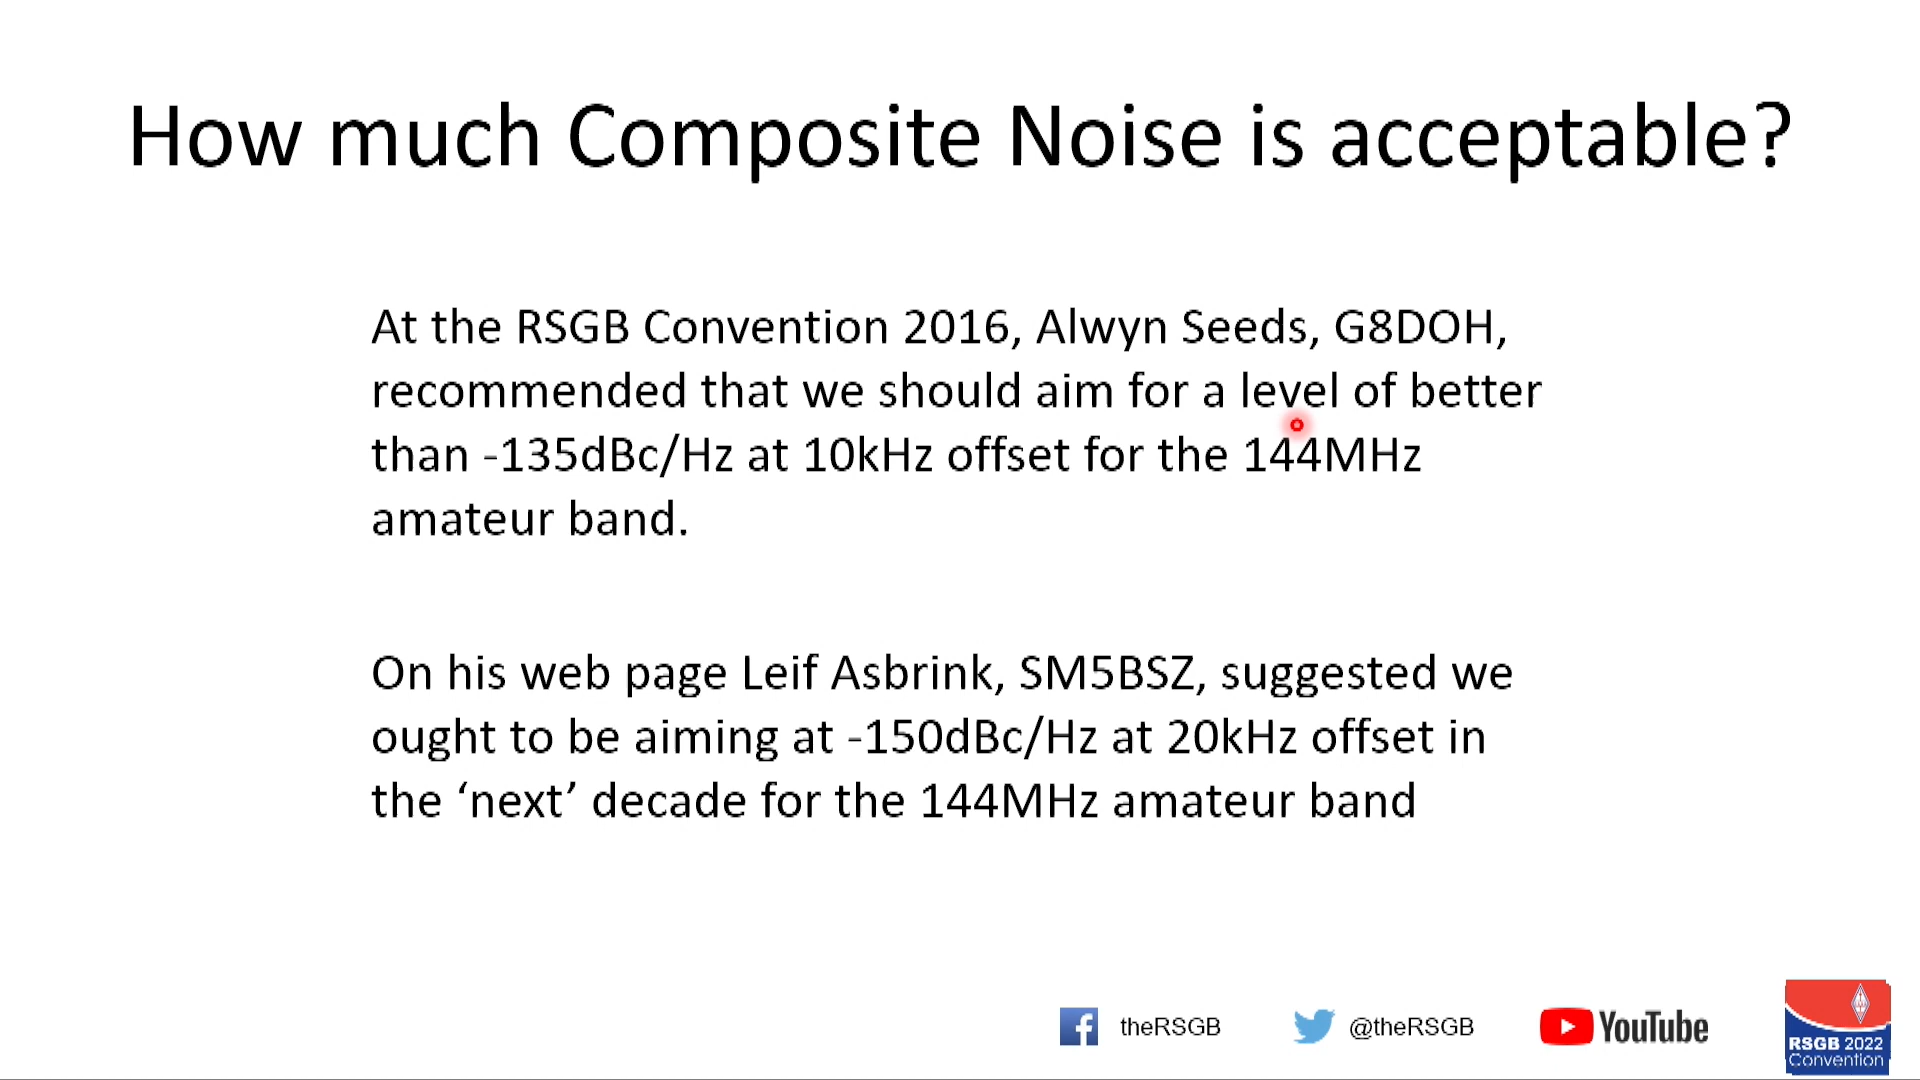 How much Composite Noise is acceptable?
At the RSGB Convention 2016, Alwyn Seeds, G8DOH,
recommended that we should aim for a level of better
than -135dBc/Hz at 10kHz offset for the 144MHz
amateur band.
On his web page Leif Asbrink, SM5BSZ, suggested we
ought to be aiming at -150dBc/Hz at 20kHz offset in
the ‘next’ decade for the 144MHz amateur band
theRSGB
@theRSGB
YouTube
RSGB 2022
Convention